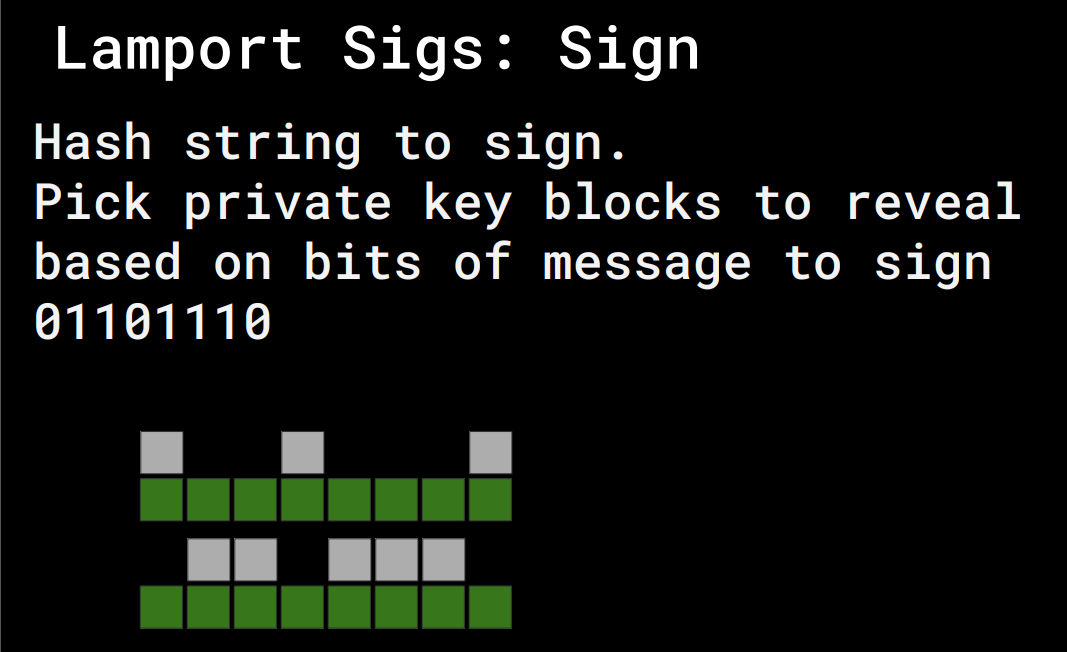 Lamport Sigs: Sign
Hash string to sign.
Pick private key blocks to reveal
based on bits of message to sign
01101110